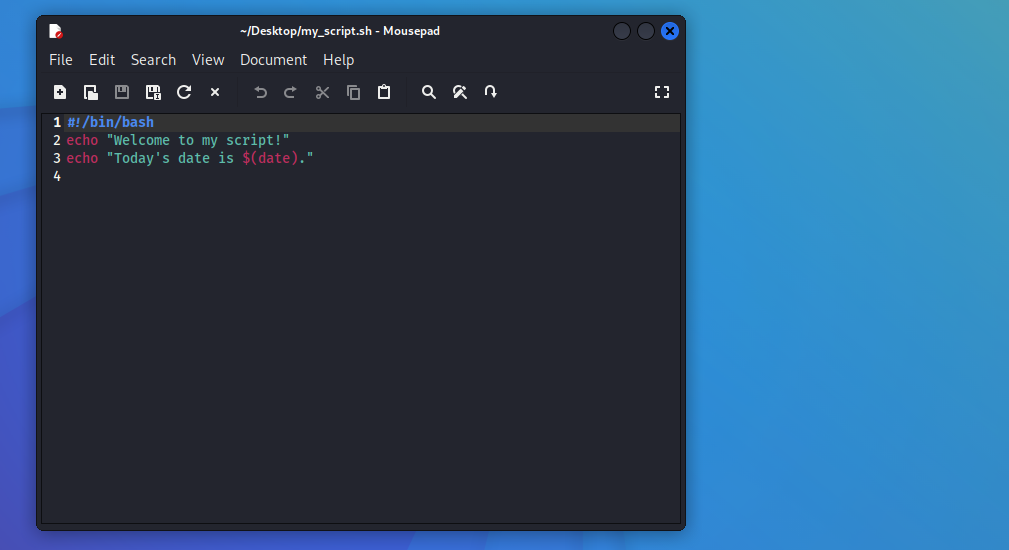 ~/Desktop/my_script.sh - Mousepad
File Edit Search View Document Help
1 #!/bin/bash
2 echo "Welcome to my script!"
3 echo "Today's date is $(date)."
4